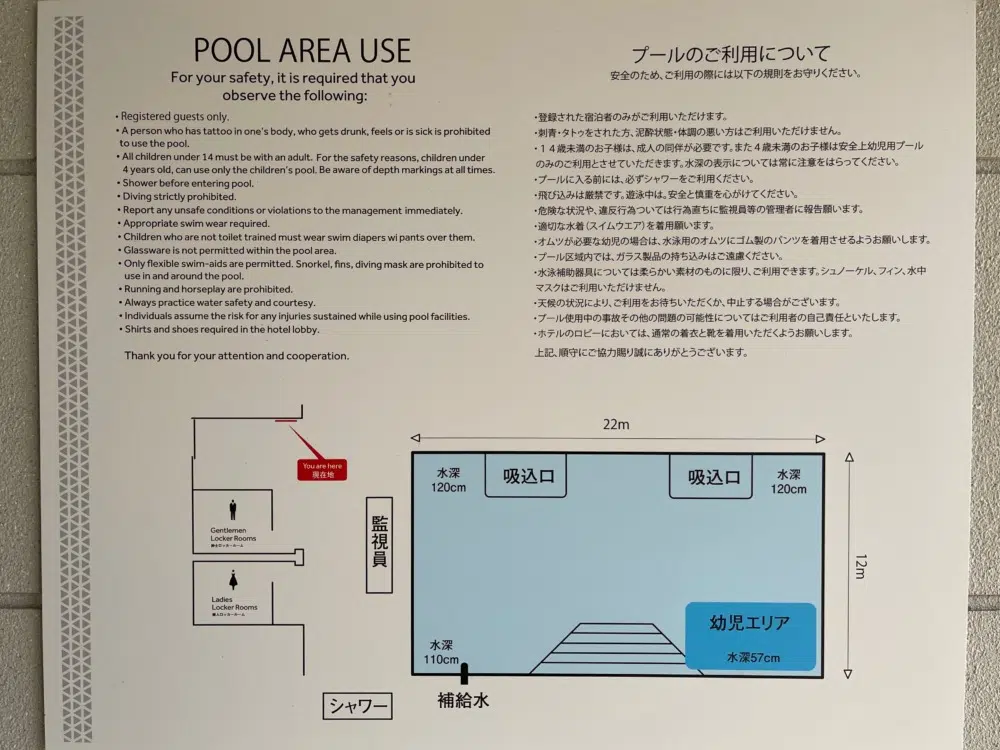 POOL AREA USE
For your safety, it is required that you
observe the following:
• Registered guests only.
• A person who has tattoo in one's body, who gets drunk, feels or is sick is prohibited
to use the pool.
• All children under 14 must be with an adult. For the safety reasons, children under
4 years old, can use only the children's pool. Be aware of depth markings at all times.
• Shower before entering pool.
• Diving strictly prohibited.
• Report any unsafe conditions or violations to the management immediately.
• Appropriate swim wear required.
• Children who are not toilet trained must wear swim diapers wi pants over them.
• Glassware is not permitted within the pool area.
• Only flexible swim-aids are permitted. Snorkel, fins, diving mask are prohibited to
use in and around the pool.
• Running and horseplay are prohibited.
• Always practice water safety and courtesy.
• Individuals assume the risk for any injuries sustained while using pool facilities.
• Shirts and shoes required in the hotel lobby.
Thank you for your attention and cooperation.
プールのご利用について
安全のため、ご利用の際には以下の規則をお守りください。
・登録された宿泊者のみがご利用いただけます。
・刺青・タトゥをされた方、泥酔状態・体調の悪い方はご利用いただけません。
・１４歳未満のお子様は、成人の同伴が必要です。また４歳未満のお子様は安全上幼児用プール
のみのご利用とさせていただきます。水深の表示については常に注意をはらってください。
・プールに入る前には、必ずシャワーをご利用ください。
・飛び込みは厳禁です。遊泳中は、安全と慎重を心がけてください。
・危険な状況や、違反行為ついては行為直ちに監視員等の管理者に報告願います。
・適切な水着（スイムウエア）を着用願います。
・オムツが必要な幼児の場合は、水泳用のオムツにゴム製のパンツを着用させるようお願いします。
・プール区域内では、ガラス製品の持ち込みはご遠慮ください。
・水泳補助器具については柔らかい素材のものに限り、ご利用できます。シュノーケル、フィン、水中
マスクはご利用いただけません。
・天候の状況により、ご利用をお待ちいただくか、中止する場合がございます。
・プール使用中の事故その他の問題の可能性についてはご利用者の自己責任といたします。
・ホテルのロビーにおいては、通常の着衣と靴を着用いただくようお願いします。
上記、順守にご協力賜り誠にありがとうございます。
You are here
現在地
Gentlemen
Locker Rooms
Ladies
Locker Rooms
監視員
シャワー
22m
水深
120cm
吸込口
吸込口
水深
120cm
12m
幼児エリア
水深57cm
水深
110cm
補給水